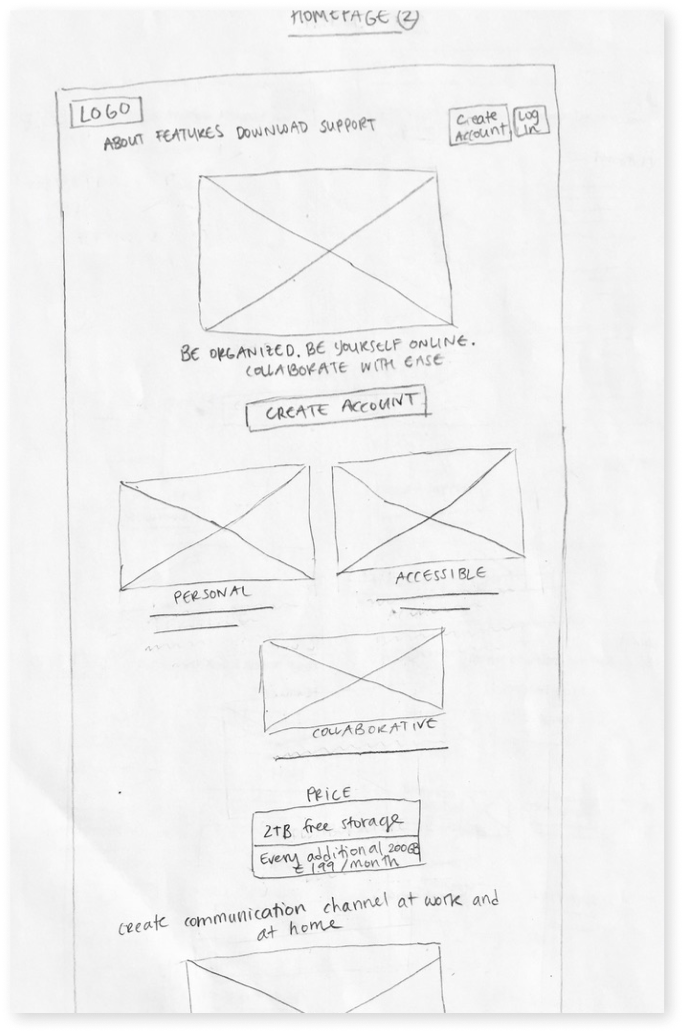 HOMEPAGE (2)
LOGO
ABOUT FEATURES DOWNLOAD SUPPORT
Create
Account
Log
In
BE ORGANIZED. BE YOURSELF ONLINE.
COLLABORATE WITH EASE
CREATE ACCOUNT
PERSONAL
ACCESSIBLE
COLLABORATIVE
PRICE
2TB free storage
Every additional 200GB
1,99/month
Create communication channel at work and
at home